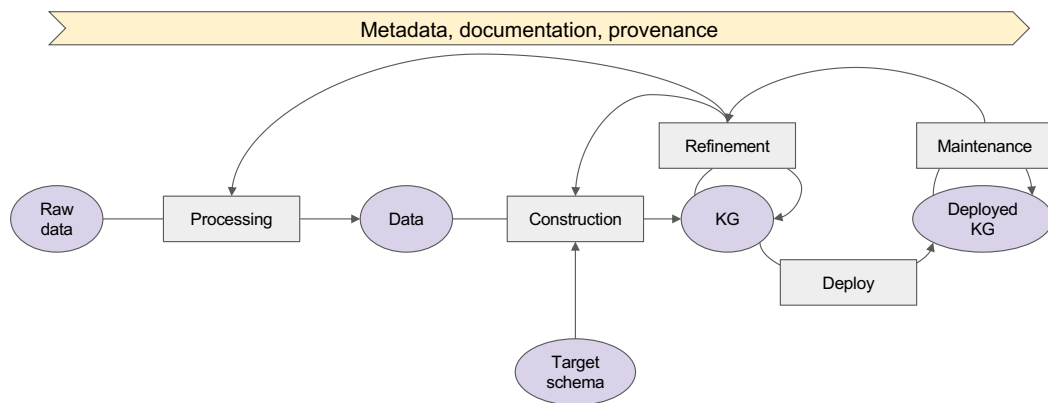 Metadata, documentation, provenance
Refinement
Maintenance
Raw
data
Processing
Data
Construction
KG
Deployed
KG
Deploy
Target
schema